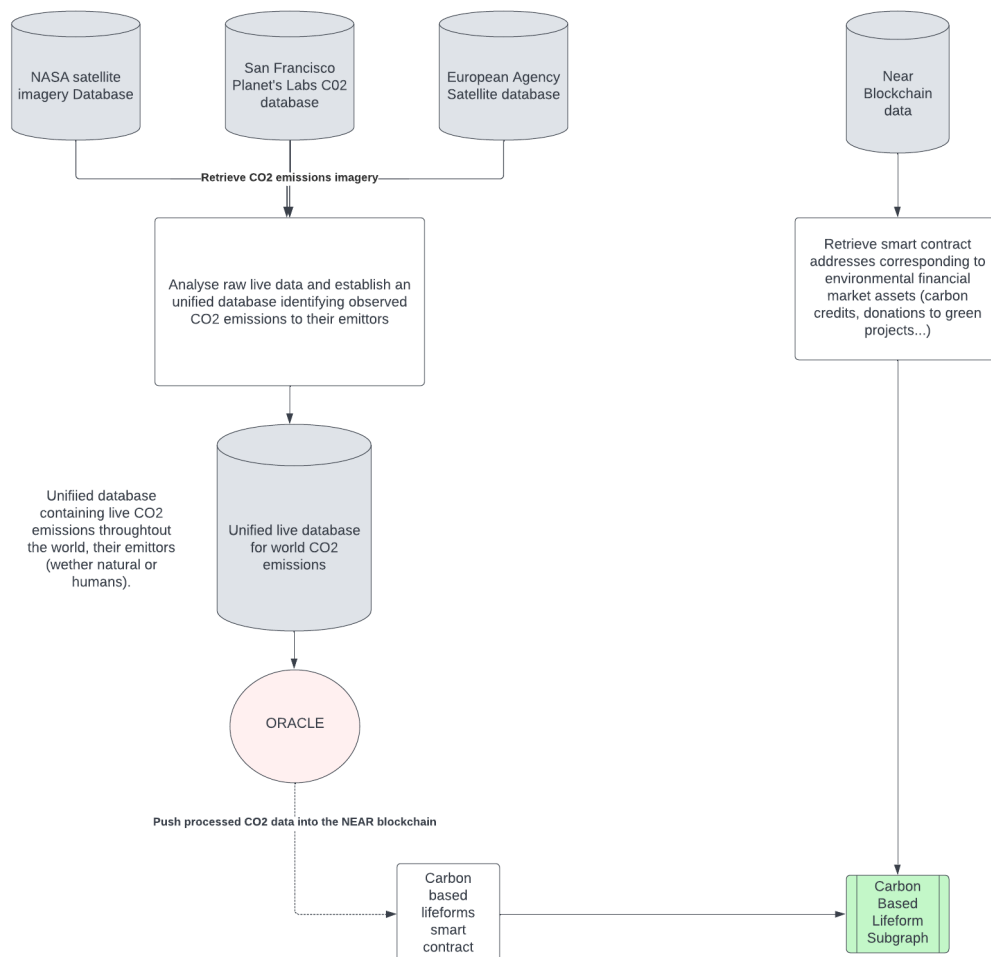 NASA satellite
imagery Database
San Francisco
Planet's Labs C02
database
European Agency
Satellite database
Near
Blockchain
data
Retrieve CO2 emissions imagery
Analyse raw live data and establish an
unified database identifying observed
CO2 emissions to their emittors
Retrieve smart contract
addresses corresponding to
environmental financial
market assets (carbon
credits, donations to green
projects...)
Unifiied database
containing live CO2
emissions throughtout
the world, their emittors
(wether natural or
humans).
Unified live database
for world CO2
emissions
ORACLE
Push processed CO2 data into the NEAR blockchain
Carbon
based
lifeforms
smart
contract
Carbon
Based
Lifeform
Subgraph